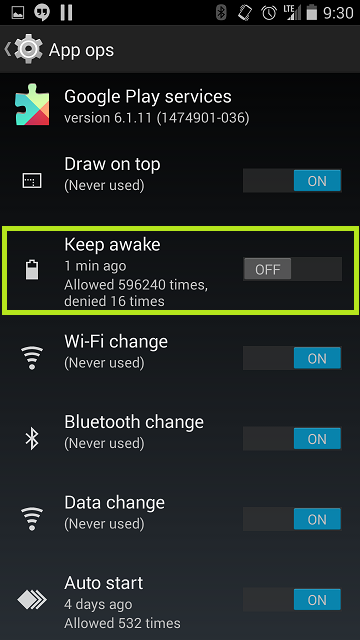 LTE 9:30
App ops
Google Play services
version 6.1.11 (1474901-036)
Draw on top
(Never used)
ON
Keep awake
1 min ago
Allowed 596240 times,
denied 16 times
OFF
Wi-Fi change
(Never used)
ON
Bluetooth change
(Never used)
ON
Data change
(Never used)
ON
Auto start
4 days ago
Allowed 532 times
ON